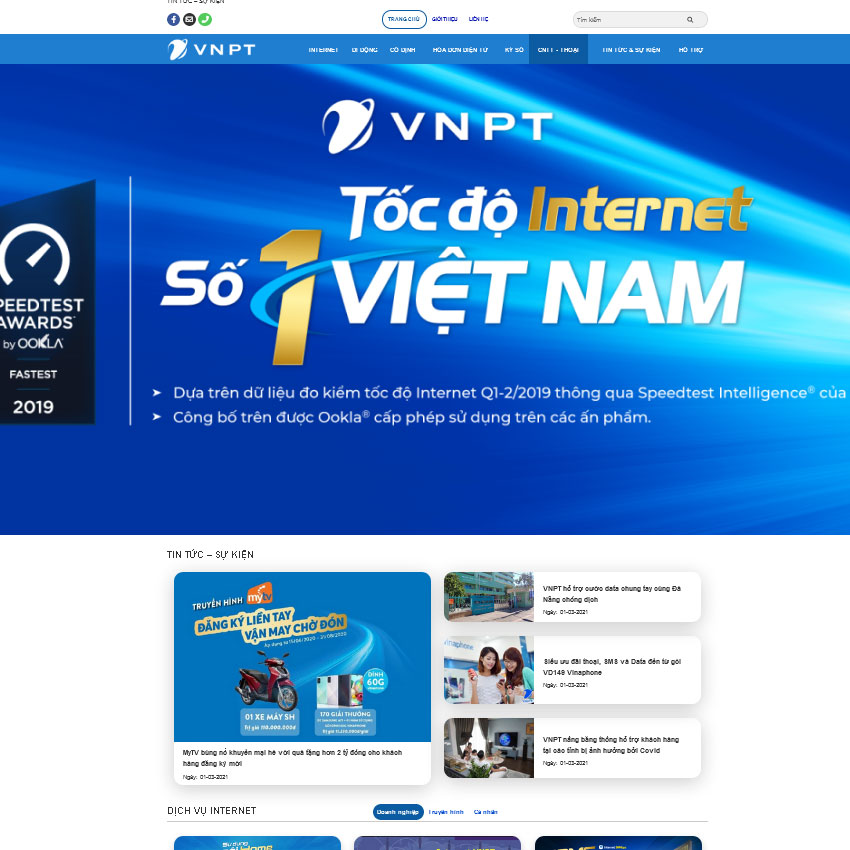 TIN TỨC – SỰ KIỆN
TRANG CHỦ GIỚI THIỆU LIÊN HỆ
Tìm kiếm
VNPT
INTERNET DI ĐỘNG CỐ ĐỊNH HÓA ĐƠN ĐIỆN TỬ KÝ SỐ CNTT - THOẠI TIN TỨC & SỰ KIỆN HỖ TRỢ
VNPT
Tốc độ Internet
Số 1 VIỆT NAM
PEEDTEST
AWARDS
by OOKLA
FASTEST
2019
➤ Dựa trên dữ liệu đo kiểm tốc độ Internet Q1-2/2019 thông qua Speedtest Intelligence® của
➤ Công bố trên được Ookla® cấp phép sử dụng trên các ấn phẩm.
TIN TỨC – SỰ KIỆN
TRUYỀN HÌNH mytv
ĐĂNG KÝ LIỀN TAY
VẬN MAY CHỜ ĐÓN
DÍNH
60G
01 XE MÁY SH
170 GIẢI THƯỞNG
MyTV bùng nổ khuyến mại hè với quà tặng hơn 2 tỷ đồng cho khách
hàng đăng ký mới
Ngày: 01-03-2021
VNPT hỗ trợ cước data chung tay cùng Đà
Nẵng chống dịch
Ngày: 01-03-2021
vinaphone
Siêu ưu đãi thoại, SMS và Data đến từ gói
VD149 Vinaphone
Ngày: 01-03-2021
VNPT nâng băng thông hỗ trợ khách hàng
tại các tỉnh bị ảnh hưởng bởi Covid
Ngày: 01-03-2021
DỊCH VỤ INTERNET
Doanh nghiệp Truyền hình Cá nhân
Sử dụng